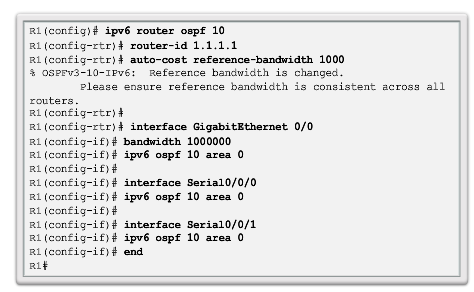 R1(config)# ipv6 router ospf 10
R1(config-rtr)# router-id 1.1.1.1
R1(config-rtr)# auto-cost reference-bandwidth 1000
% OSPFv3-10-IPv6:  Reference bandwidth is changed.
        Please ensure reference bandwidth is consistent across all
routers.
R1(config-rtr)#
R1(config-rtr)# interface GigabitEthernet 0/0
R1(config-if)# bandwidth 1000000
R1(config-if)# ipv6 ospf 10 area 0
R1(config-if)#
R1(config-if)# interface Serial0/0/0
R1(config-if)# ipv6 ospf 10 area 0
R1(config-if)#
R1(config-if)# interface Serial0/0/1
R1(config-if)# ipv6 ospf 10 area 0
R1(config-if)# end
R1#